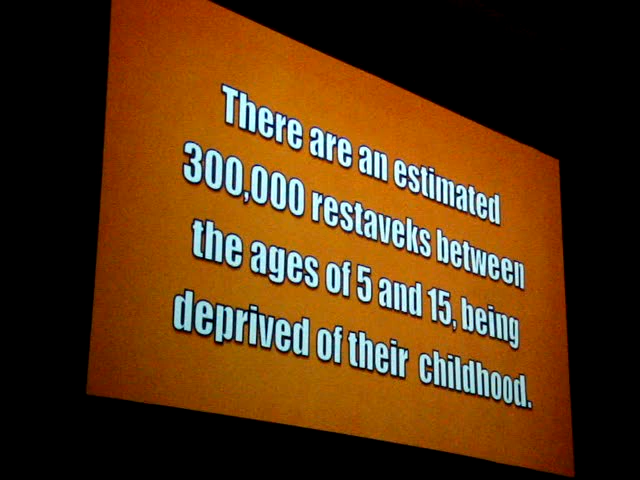 There are an estimated
300,000 restaveks between
the ages of 5 and 15, being
deprived of their childhood.